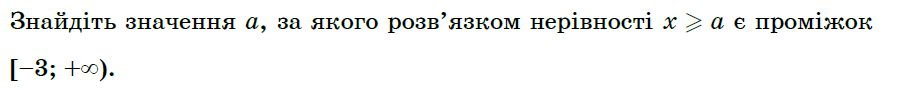 Знайдіть значення a, за якого розв’язком нерівності x ⩾ a є проміжок
[−3; +∞).